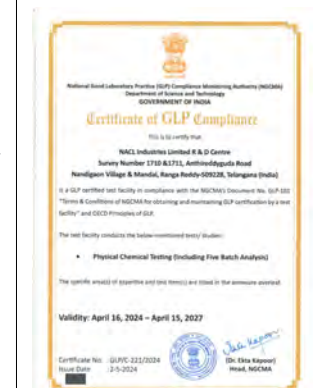 National Good Laboratory Practice (GLP) Compliance Monitoring Authority (NGCMA)
Department of Science and Technology
GOVERNMENT OF INDIA
Certificate of GLP Compliance
This is to certify that
NACL Industries Limited R & D Centre
Survey Number 1710 &1711, Anthireddyguda Road
Nandigaon Village & Mandal, Ranga Reddy-509228, Telangana (India)
is a GLP certified test facility in compliance with the NGCMA's Document No. GLP-101
"Terms & Conditions of NGCMA for obtaining and maintaining GLP certification by a test
facility" and OECD Principles of GLP.
The test facility conducts the below-mentioned tests/ studies:
• Physical Chemical Testing (Including Five Batch Analysis)
The specific area(s) of expertise and test item(s) are listed in the annexure overleaf.
Validity: April 16, 2024 – April 15, 2027
Certificate No. : GLP/C-221/2024
Issue Date : 2-5-2024
Ekta Kapoor
(Dr. Ekta Kapoor)
Head, NGCMA